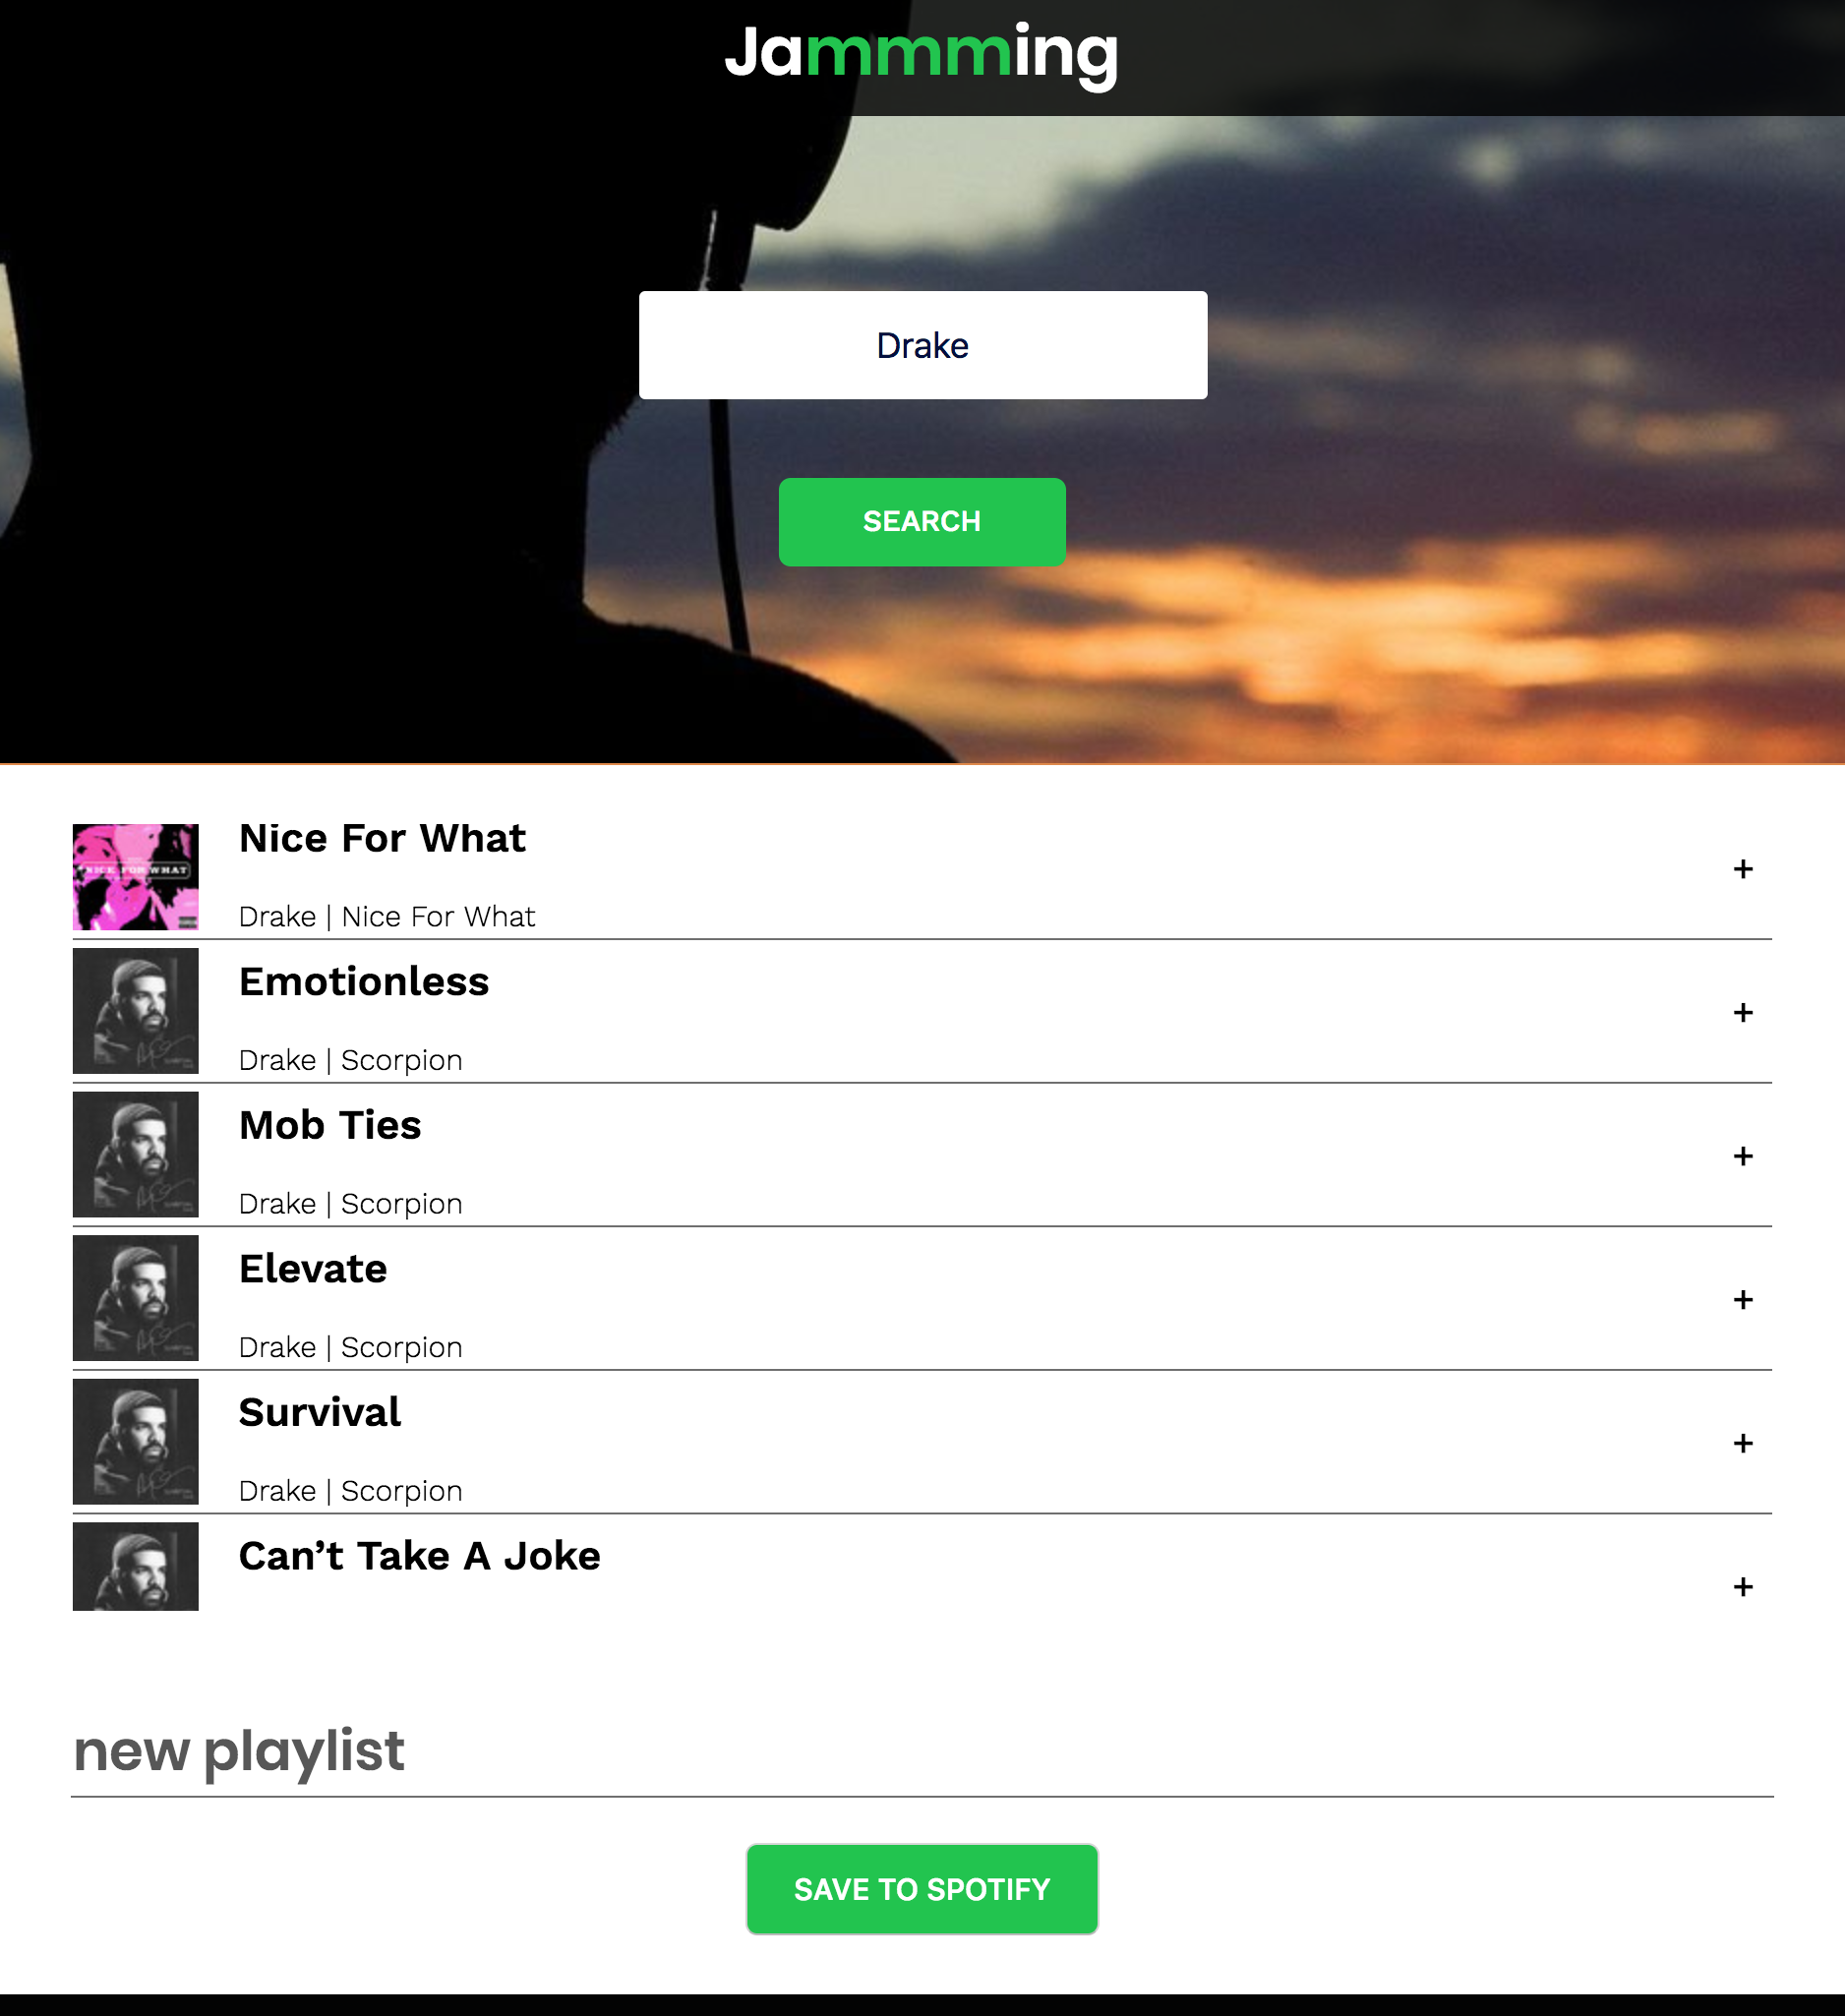 Jammming
Drake
SEARCH
NICE FOR WHAT
Nice For What
+
Drake | Nice For What
Emotionless
+
Drake | Scorpion
Mob Ties
+
Drake | Scorpion
Elevate
+
Drake | Scorpion
Survival
+
Drake | Scorpion
Can’t Take A Joke
+
new playlist
SAVE TO SPOTIFY